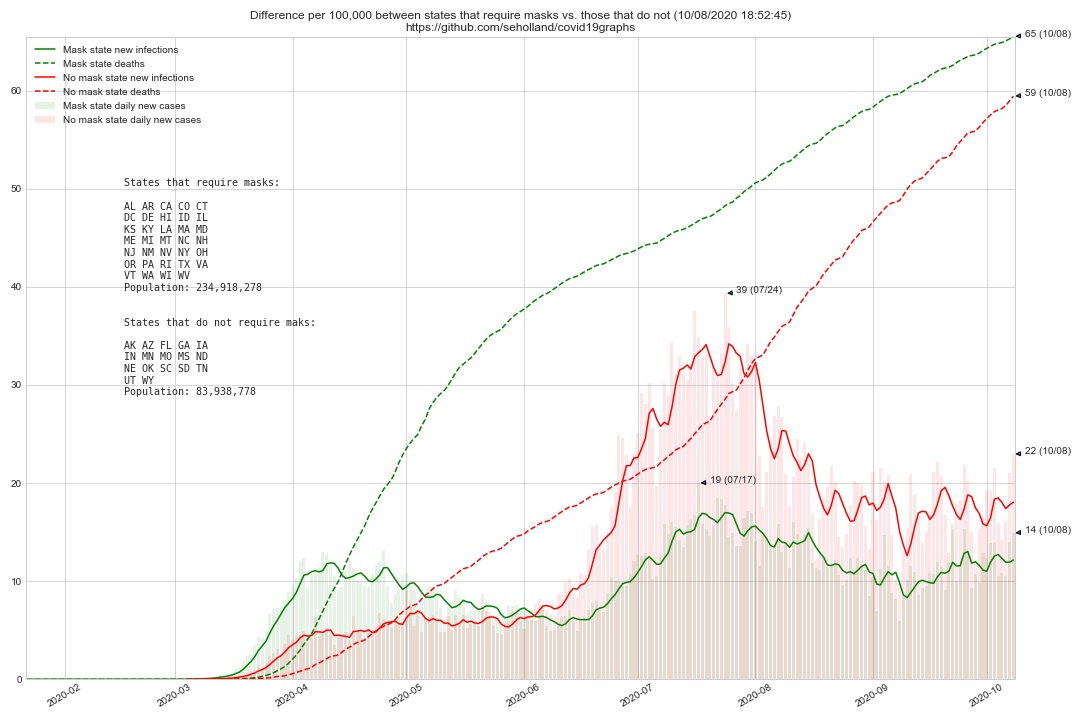 Difference per 100,000 between states that require masks vs. those that do not (10/08/2020 18:52:45)
https://github.com/seholland/covid19graphs
Mask state new infections
Mask state deaths
No mask state new infections
No mask state deaths
Mask state daily new cases
No mask state daily new cases
65 (10/08)
59 (10/08)
39 (07/24)
19 (07/17)
22 (10/08)
14 (10/08)
States that require masks:
AL AR CA CO CT
DC DE HI ID IL
KS KY LA MA MD
ME MI MT NC NH
NJ NM NV NY OH
OR PA RI TX VA
VT WA WI WV
Population: 234,918,278
States that do not require maks:
AK AZ FL GA IA
IN MN MO MS ND
NE OK SC SD TN
UT WY
Population: 83,938,778
60
50
40
30
20
10
0
2020-02
2020-03
2020-04
2020-05
2020-06
2020-07
2020-08
2020-09
2020-10